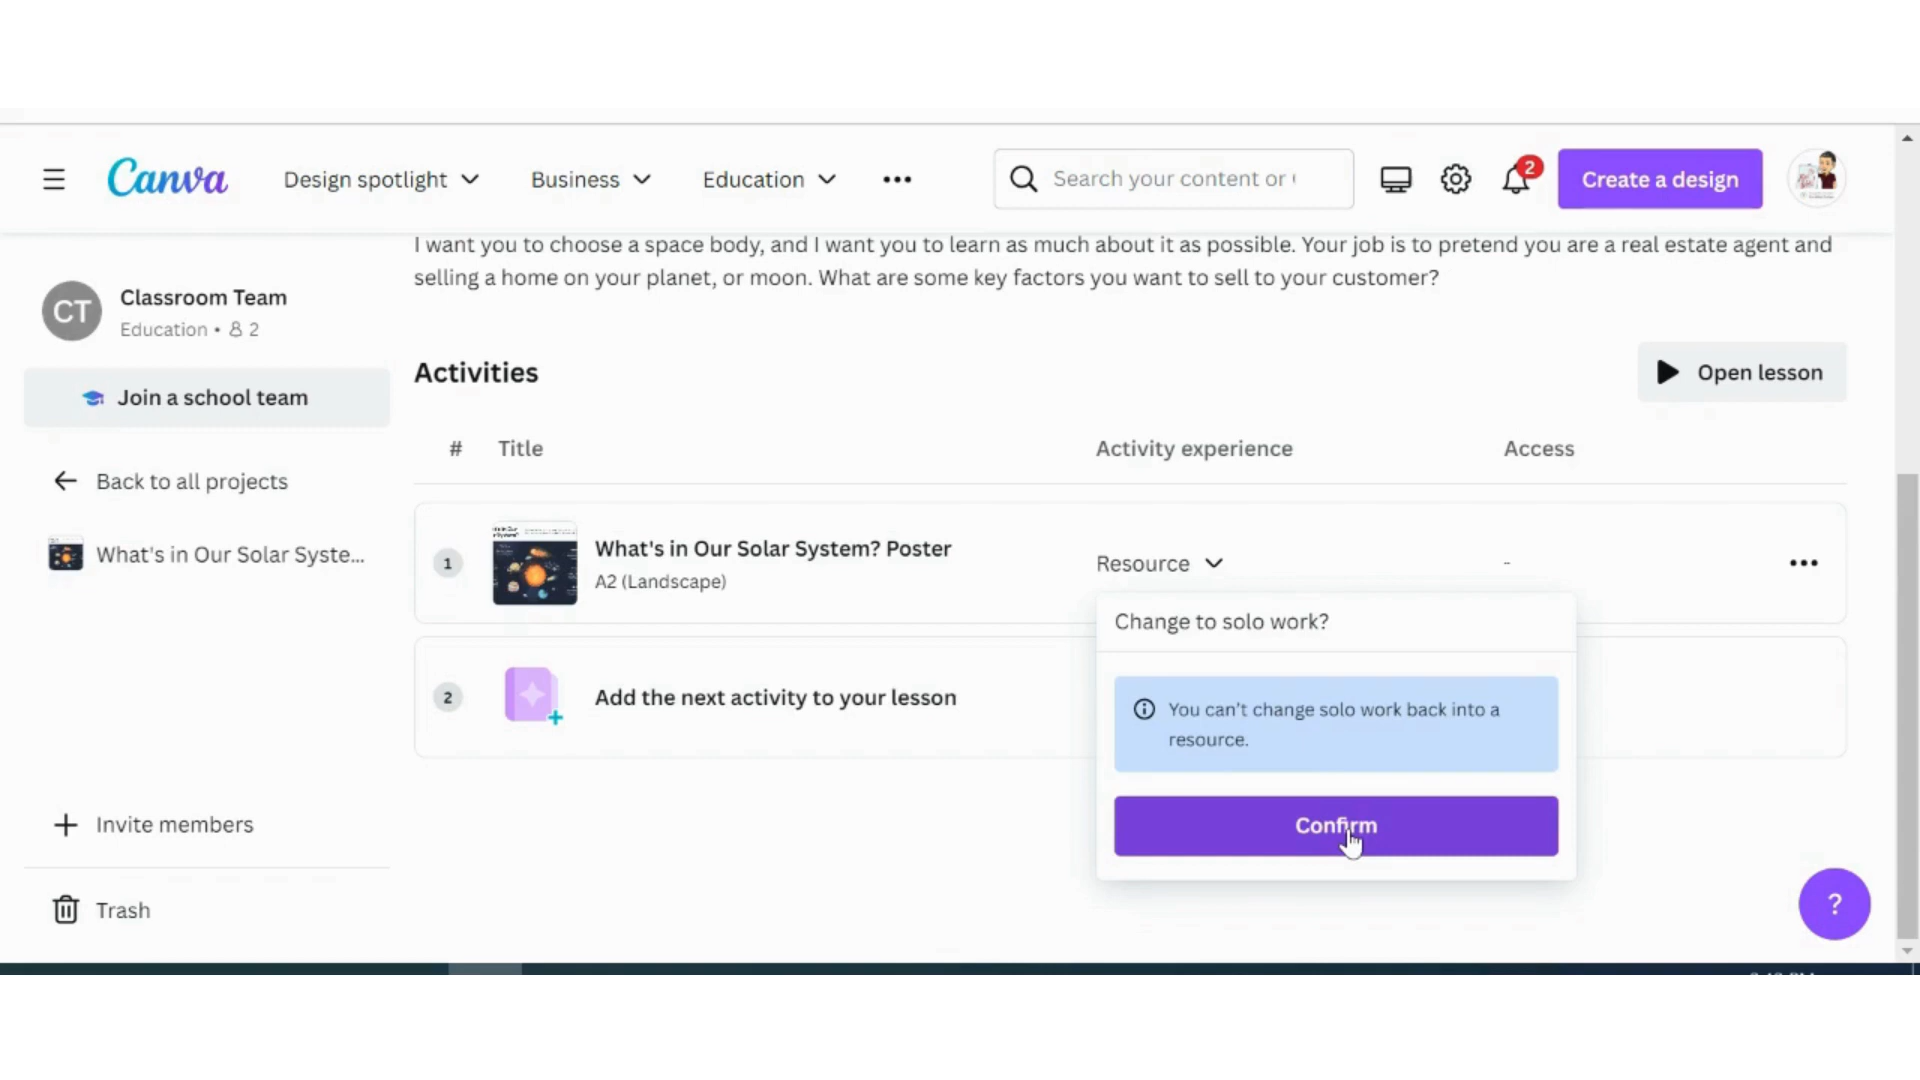 Canva
Design spotlight
Business
Education
Search your content or
2
Create a design
I want you to choose a space body, and I want you to learn as much about it as possible. Your job is to pretend you are a real estate agent and
selling a home on your planet, or moon. What are some key factors you want to sell to your customer?
CT
Classroom Team
Education • 2
Join a school team
Back to all projects
What's in Our Solar Syste...
Invite members
Trash
Activities
Open lesson
# Title Activity experience Access
1
What's in Our Solar System? Poster
A2 (Landscape)
Resource
-
2
Add the next activity to your lesson
Change to solo work?
You can't change solo work back into a
resource.
Confirm
?